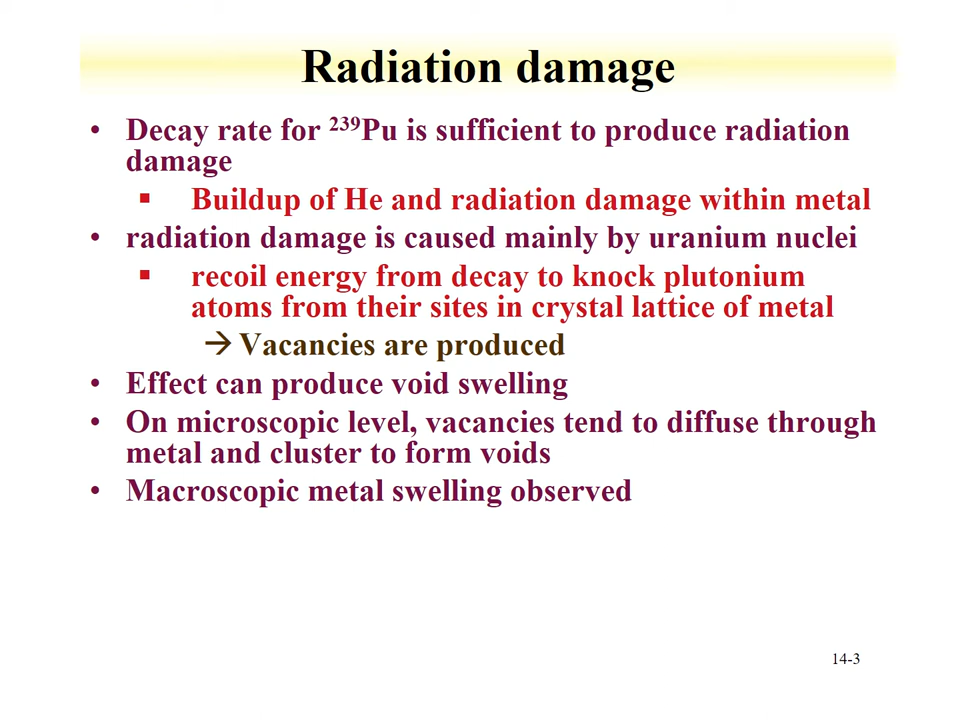 Radiation damage
• Decay rate for ²³⁹Pu is sufficient to produce radiation
damage
▪ Buildup of He and radiation damage within metal
• radiation damage is caused mainly by uranium nuclei
▪ recoil energy from decay to knock plutonium
atoms from their sites in crystal lattice of metal
→ Vacancies are produced
• Effect can produce void swelling
• On microscopic level, vacancies tend to diffuse through
metal and cluster to form voids
• Macroscopic metal swelling observed
14-3